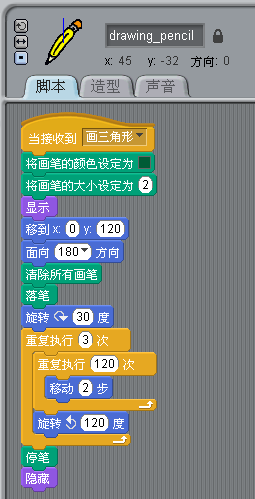 drawing_pencil
x: 45 y: -32 方向: 0
脚本 造型 声音
当接收到 画三角形
将画笔的颜色设定为
将画笔的大小设定为 2
显示
移到 x: 0 y: 120
面向 180 方向
清除所有画笔
落笔
旋转 30 度
重复执行 3 次
重复执行 120 次
移动 2 步
旋转 120 度
停笔
隐藏